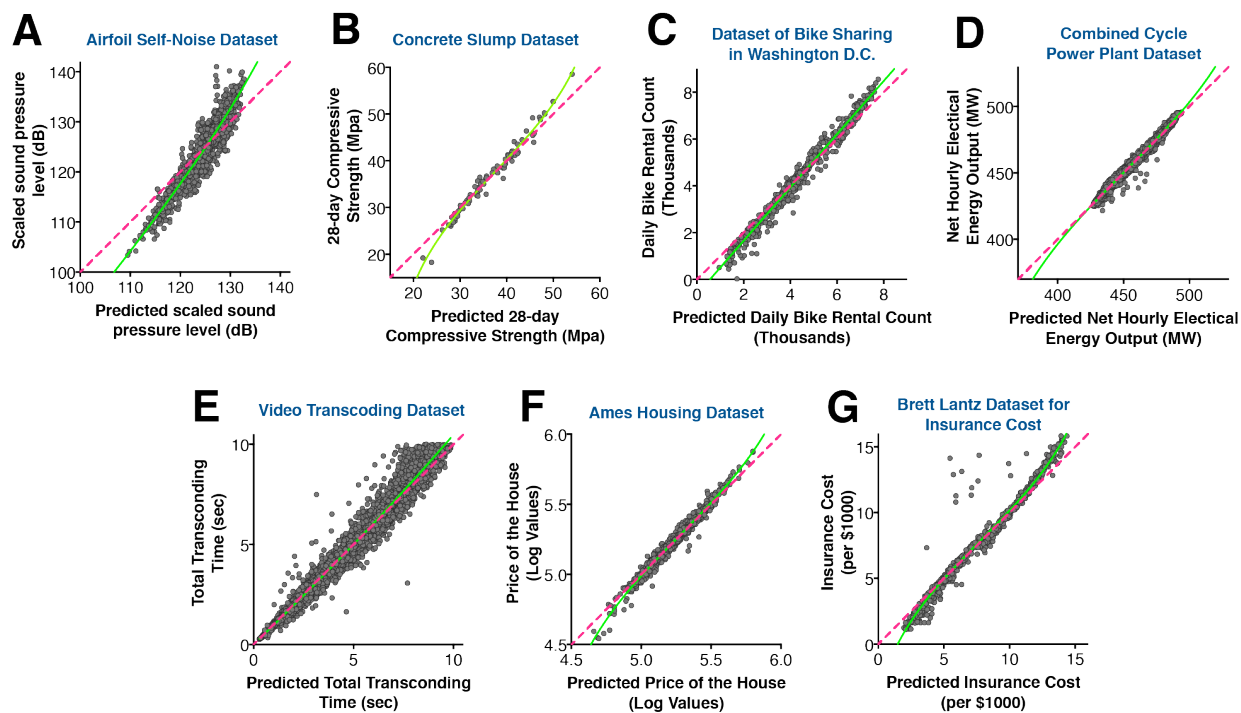 A
Airfoil Self-Noise Dataset
Scaled sound pressure
level (dB)
140
130
120
110
100
100 110 120 130 140
Predicted scaled sound
pressure level (dB)
B
Concrete Slump Dataset
28-day Compressive
Strength (Mpa)
60
50
40
30
20
20 30 40 50 60
Predicted 28-day
Compressive Strength (Mpa)
C
Dataset of Bike Sharing
in Washington D.C.
Daily Bike Rental Count
(Thousands)
8
6
4
2
0
0 2 4 6 8
Predicted Daily Bike Rental Count
(Thousands)
D
Combined Cycle
Power Plant Dataset
Net Hourly Electical
Energy Output (MW)
500
450
400
400 450 500
Predicted Net Hourly Electical
Energy Output (MW)
E
Video Transcoding Dataset
Total Transconding
Time (sec)
10
5
0
0 5 10
Predicted Total Transconding
Time (sec)
F
Ames Housing Dataset
Price of the House
(Log Values)
6.0
5.5
5.0
4.5
4.5 5.0 5.5 6.0
Predicted Price of the House
(Log Values)
G
Brett Lantz Dataset for
Insurance Cost
Insurance Cost
(per $1000)
15
10
5
0
0 5 10 15
Predicted Insurance Cost
(per $1000)